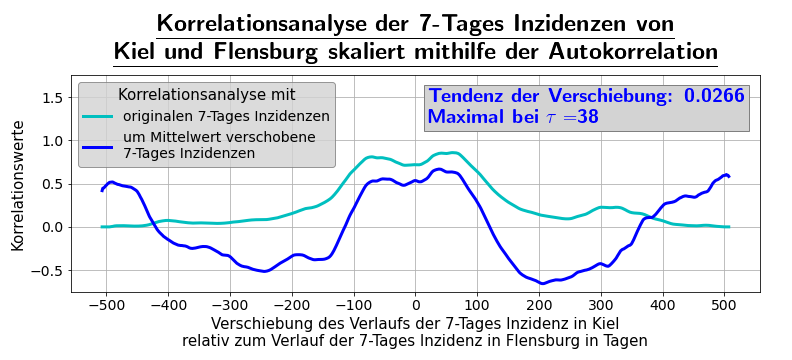 Korrelationsanalyse der 7-Tages Inzidenzen von
Kiel und Flensburg skaliert mithilfe der Autokorrelation
Korrelationsanalyse mit
originalen 7-Tages Inzidenzen
um Mittelwert verschobene
7-Tages Inzidenzen
Tendenz der Verschiebung: 0.0266
Maximal bei τ =38
Korrelationswerte
1.5
1.0
0.5
0.0
−0.5
−500 −400 −300 −200 −100 0 100 200 300 400 500
Verschiebung des Verlaufs der 7-Tages Inzidenz in Kiel
relativ zum Verlauf der 7-Tages Inzidenz in Flensburg in Tagen